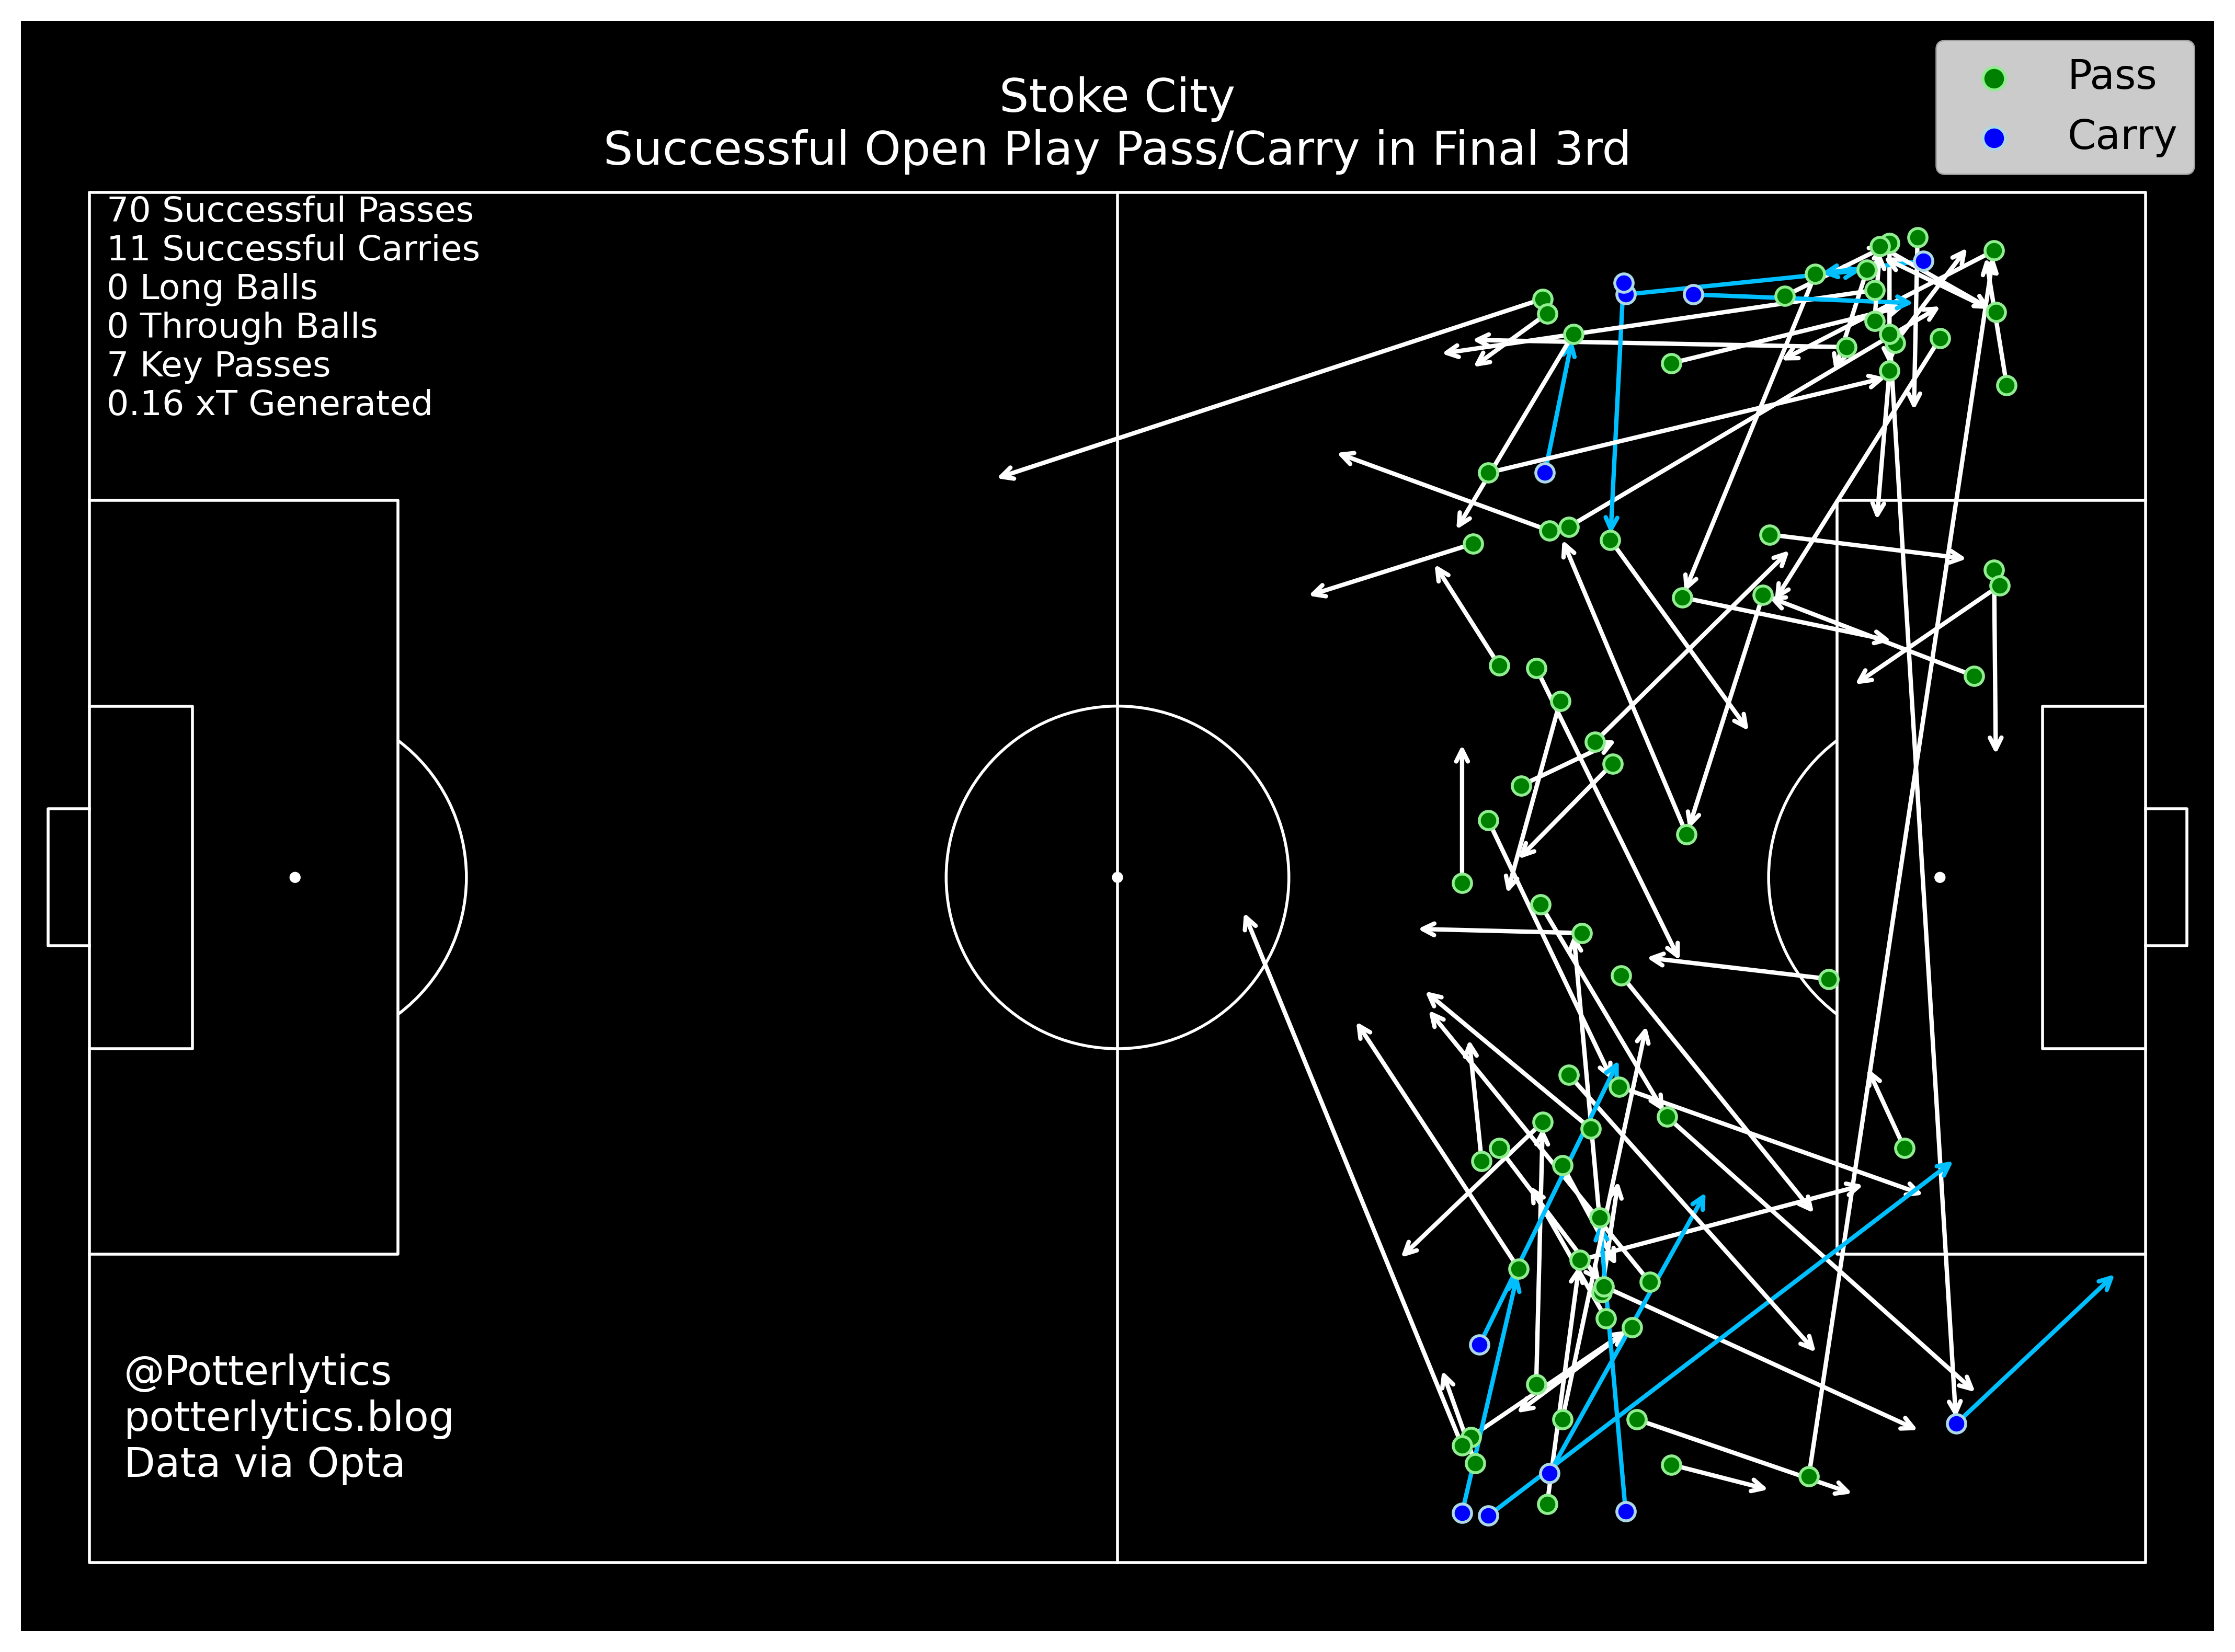 Stoke City
Successful Open Play Pass/Carry in Final 3rd
Pass
Carry
70 Successful Passes
11 Successful Carries
0 Long Balls
0 Through Balls
7 Key Passes
0.16 xT Generated
@Potterlytics
potterlytics.blog
Data via Opta